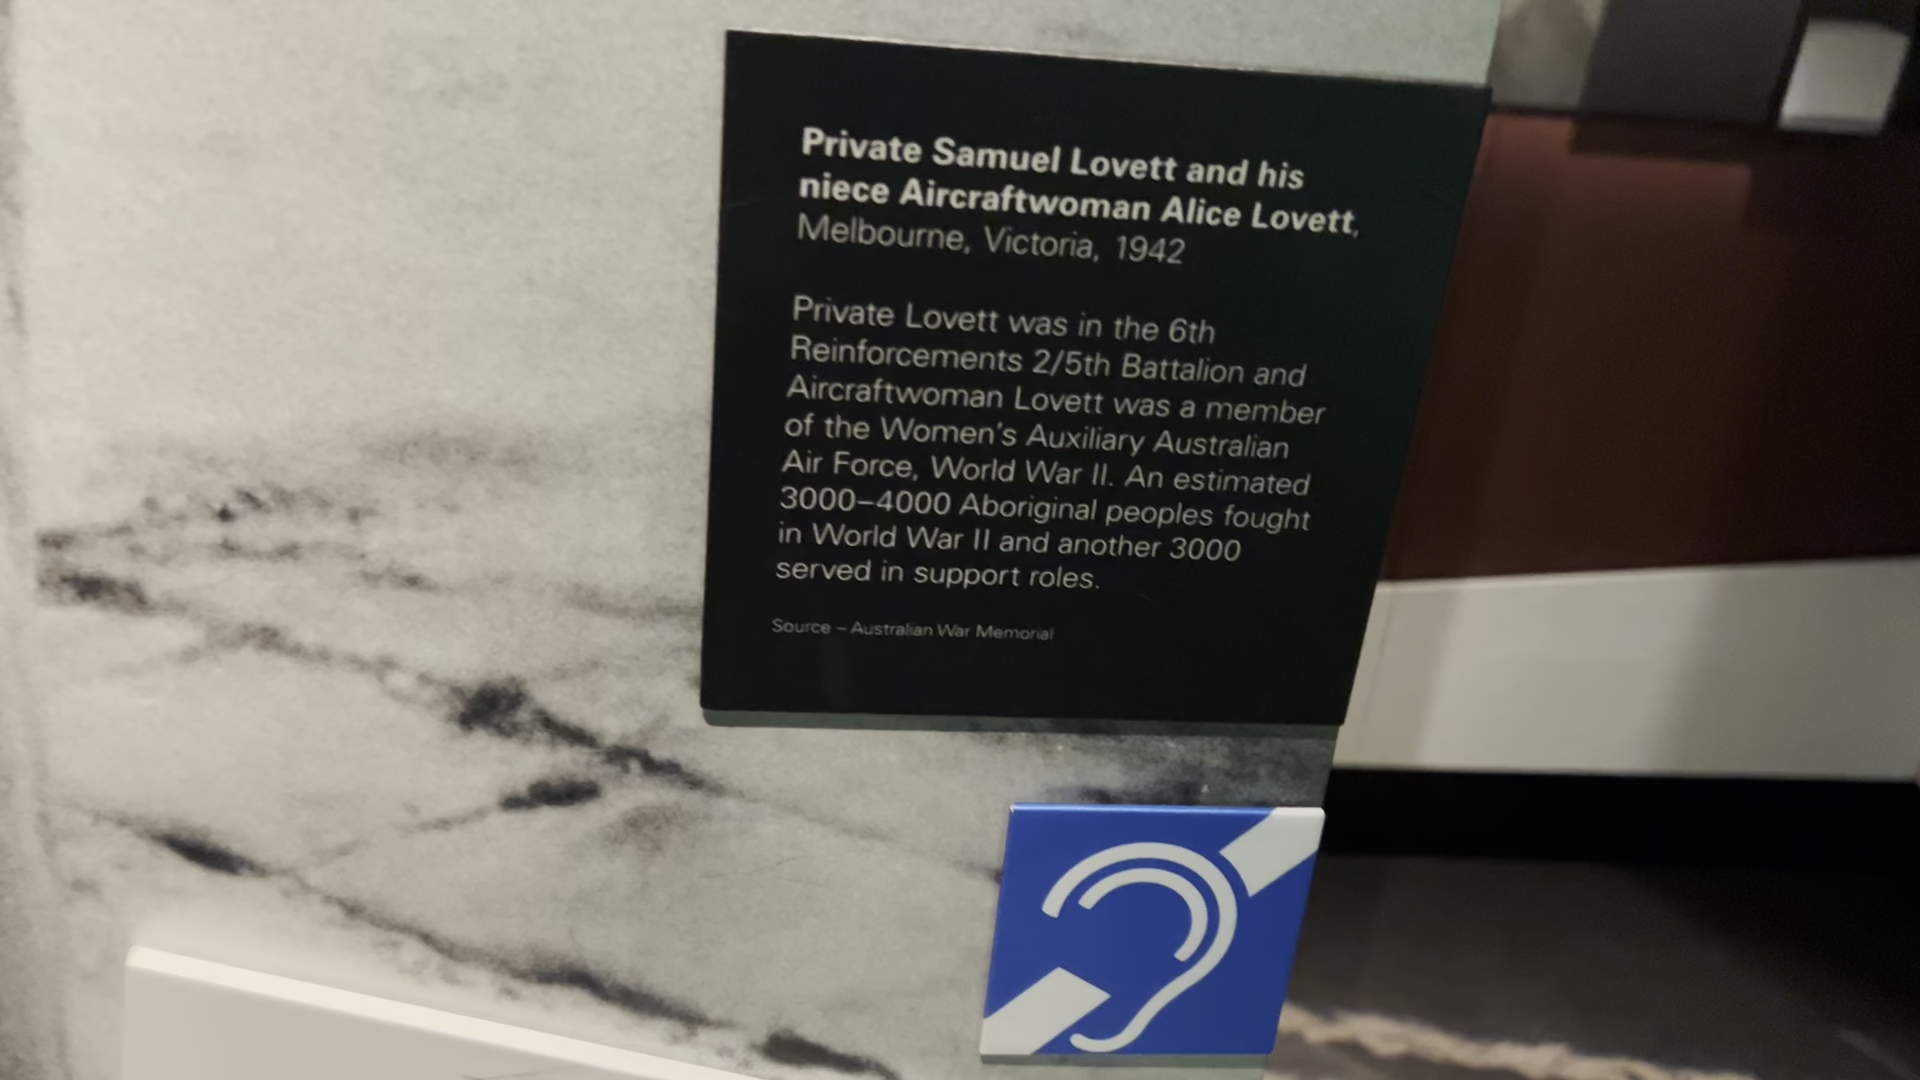 Private Samuel Lovett and his
niece Aircraftwoman Alice Lovett,
Melbourne, Victoria, 1942
Private Lovett was in the 6th
Reinforcements 2/5th Battalion and
Aircraftwoman Lovett was a member
of the Women's Auxiliary Australian
Air Force, World War II. An estimated
3000–4000 Aboriginal peoples fought
in World War II and another 3000
served in support roles.
Source – Australian War Memorial